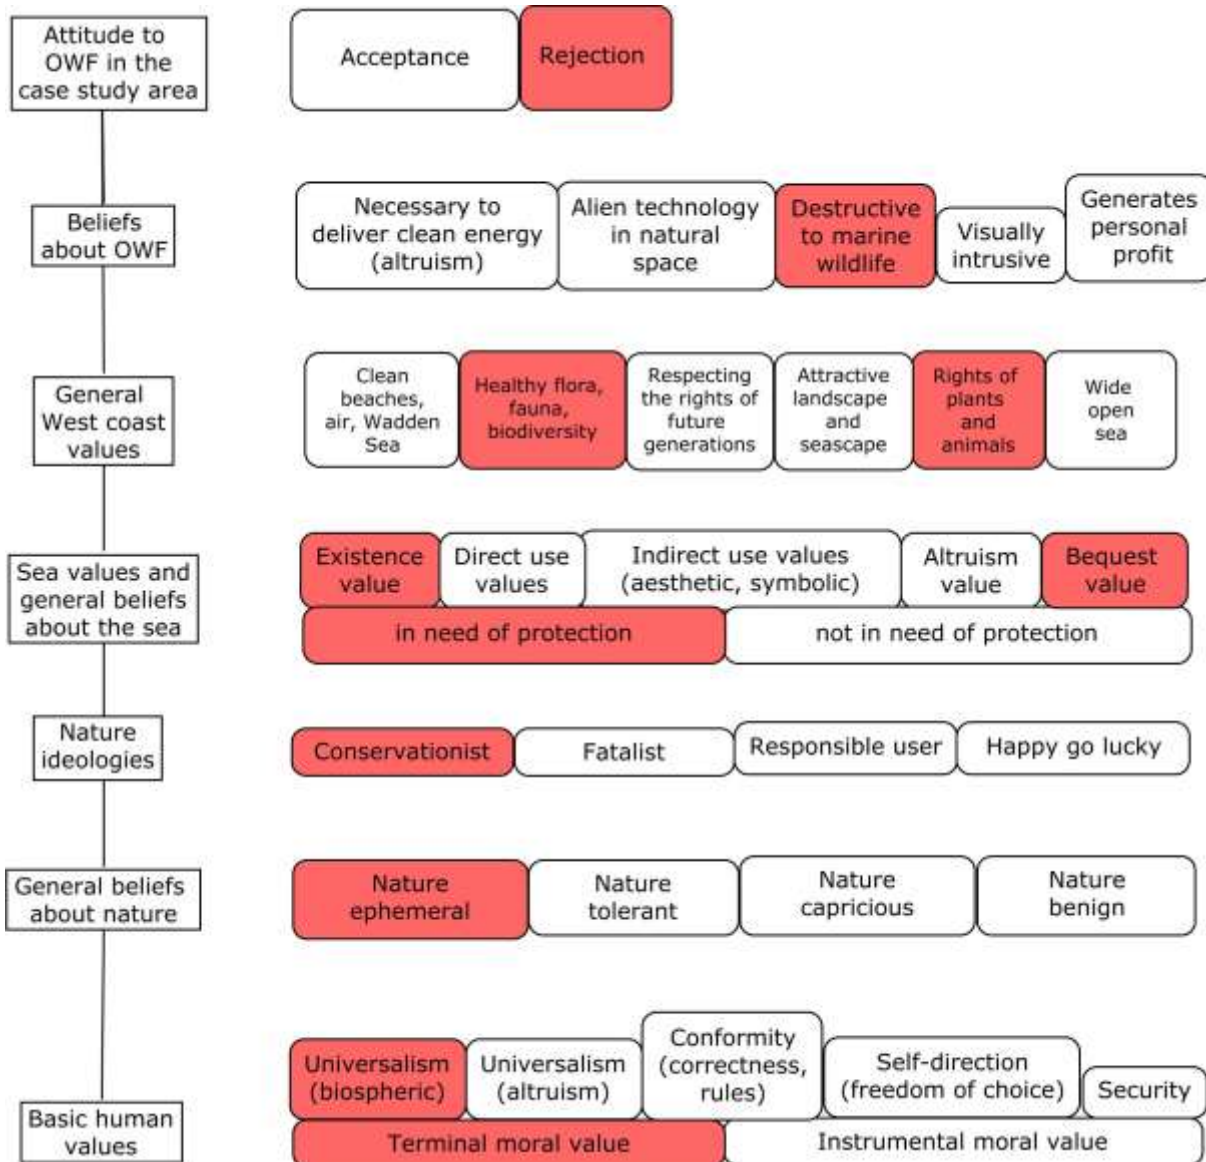 Attitude to
OWF in the
case study area
Acceptance
Rejection
Beliefs
about OWF
Necessary to
deliver clean energy
(altruism)
Alien technology
in natural
space
Destructive
to marine
wildlife
Visually
intrusive
Generates
personal
profit
General
West coast
values
Clean
beaches,
air, Wadden
Sea
Healthy flora,
fauna,
biodiversity
Respecting
the rights of
future
generations
Attractive
landscape
and
seascape
Rights of
plants
and
animals
Wide
open
sea
Sea values and
general beliefs
about the sea
Existence
value
Direct use
values
Indirect use values
(aesthetic, symbolic)
Altruism
value
Bequest
value
in need of protection
not in need of protection
Nature
ideologies
Conservationist
Fatalist
Responsible user
Happy go lucky
General beliefs
about nature
Nature
ephemeral
Nature
tolerant
Nature
capricious
Nature
benign
Basic human
values
Universalism
(biospheric)
Universalism
(altruism)
Conformity
(correctness,
rules)
Self-direction
(freedom of choice)
Security
Terminal moral value
Instrumental moral value